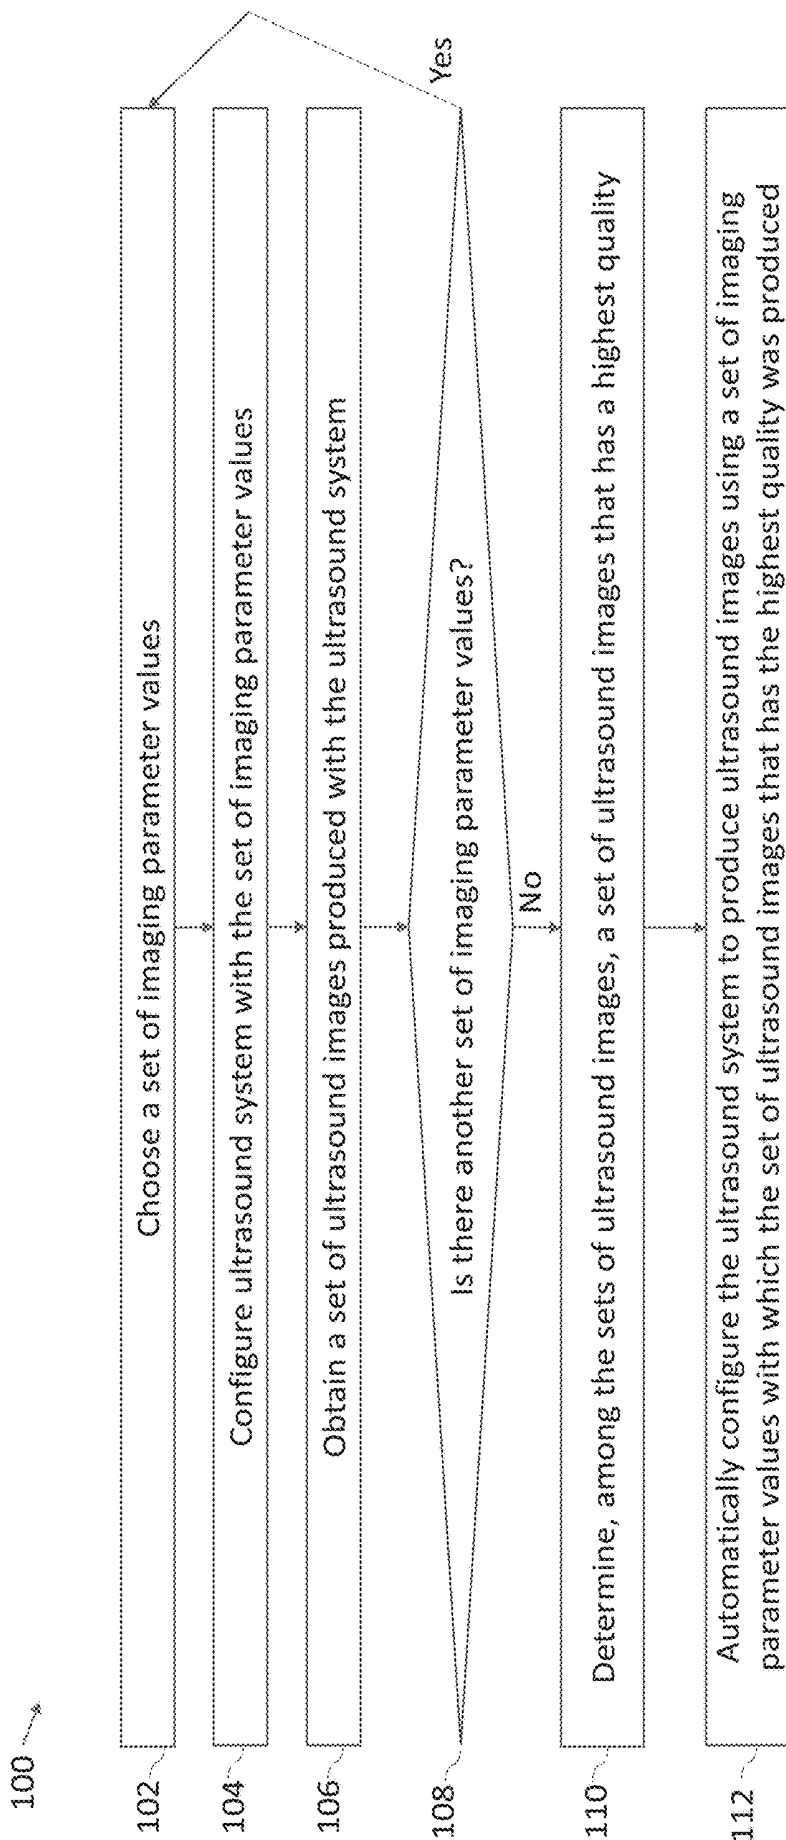 100
102
Choose a set of imaging parameter values
104
Configure ultrasound system with the set of imaging parameter values
106
Obtain a set of ultrasound images produced with the ultrasound system
108
Is there another set of imaging parameter values?
Yes
No
110
Determine, among the sets of ultrasound images, a set of ultrasound images that has a highest quality
112
Automatically configure the ultrasound system to produce ultrasound images using a set of imaging
parameter values with which the set of ultrasound images that has the highest quality was produced